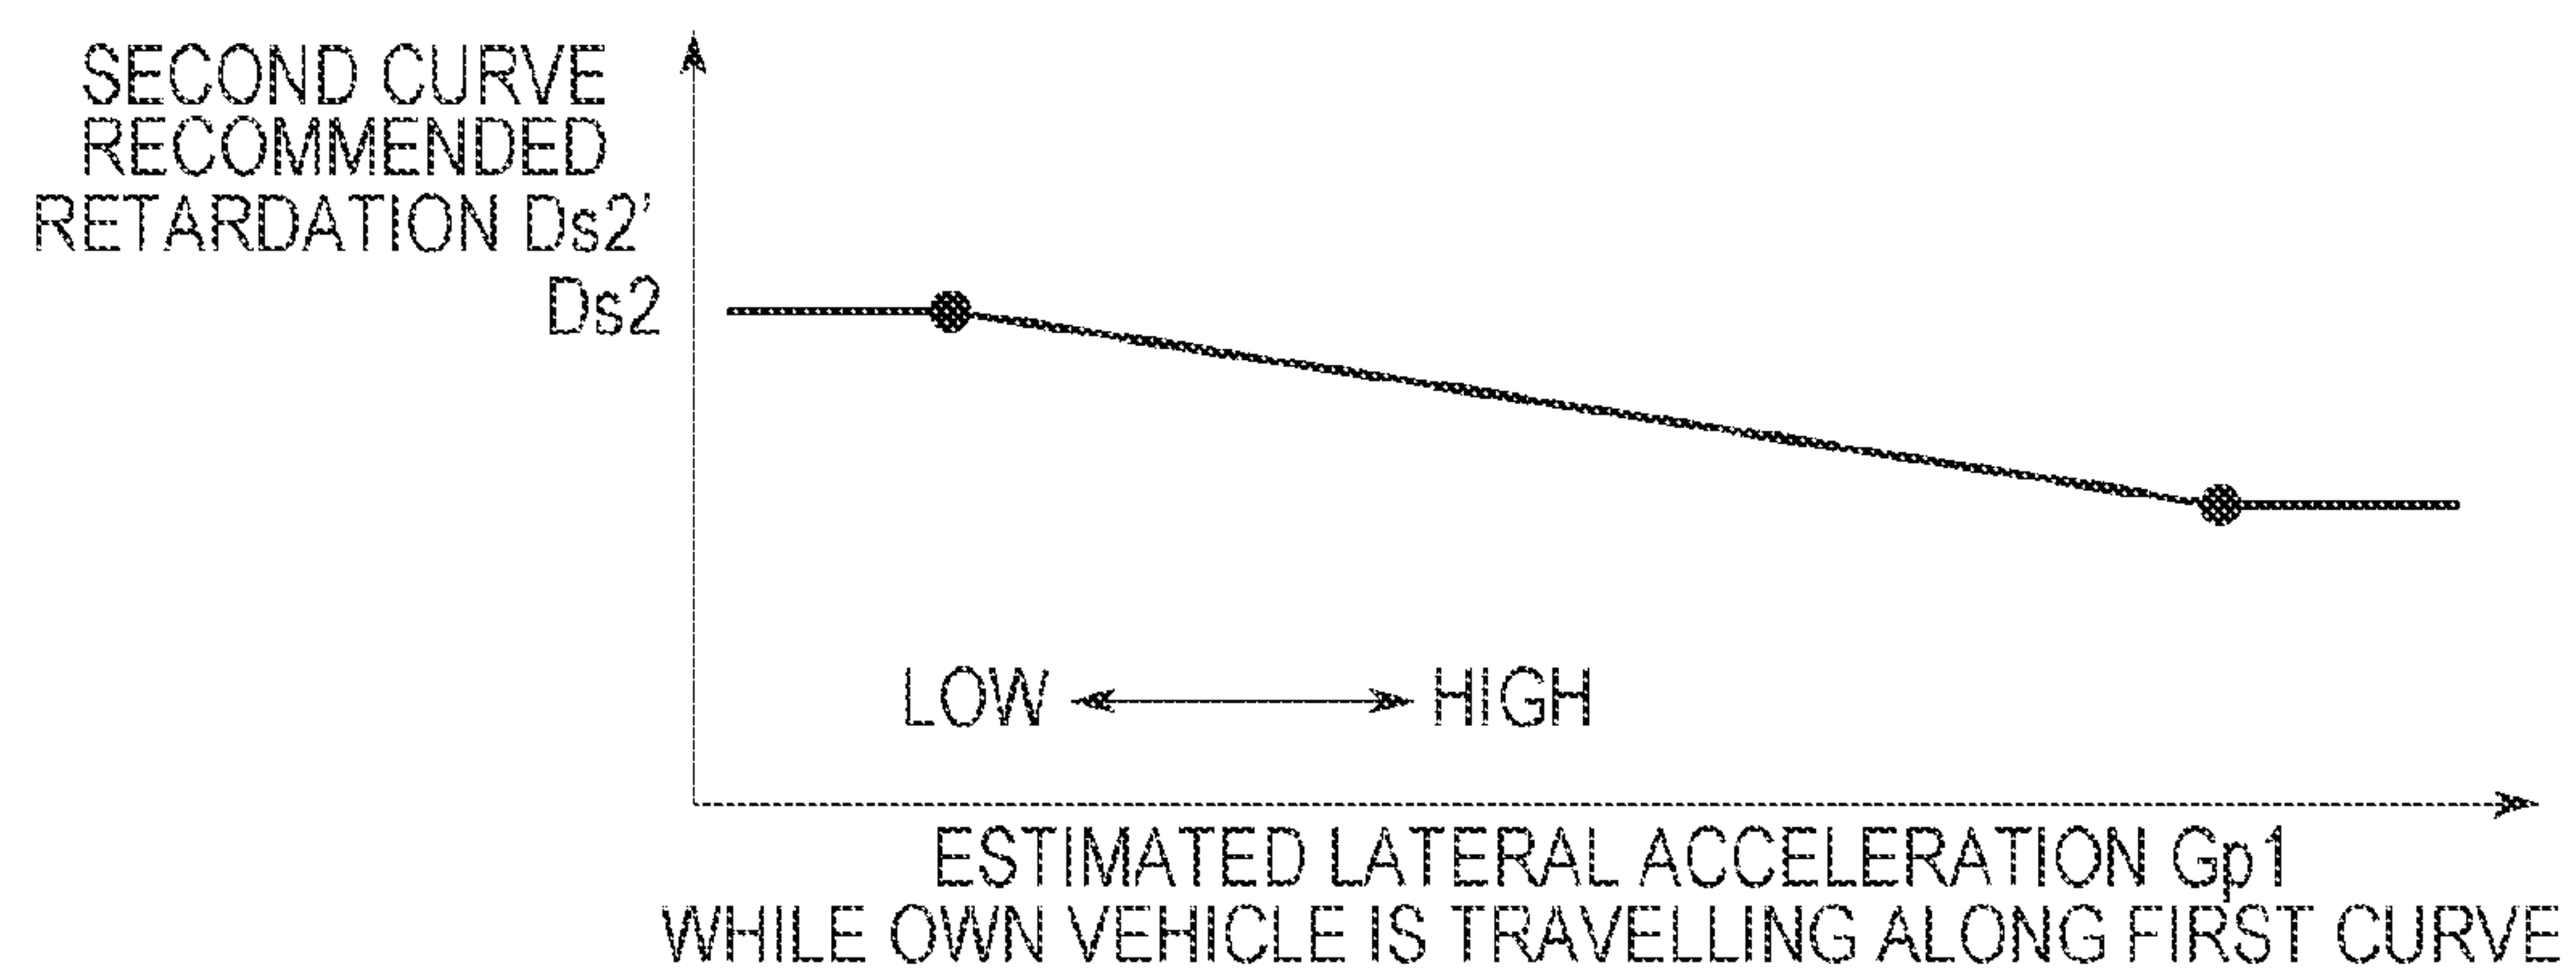 SECOND CURVE
RECOMMENDED
RETARDATION Ds2'
Ds2
LOW
HIGH
ESTIMATED LATERAL ACCELERATION Gp1
WHILE OWN VEHICLE IS TRAVELLING ALONG FIRST CURVE